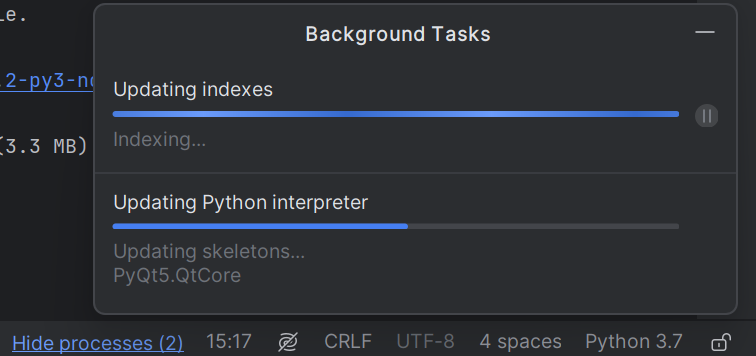 le.
Background Tasks
Updating indexes
.2-py3-no
Indexing...
(3.3 MB)
Updating Python interpreter
Updating skeletons...
PyQt5.QtCore
Hide processes (2) 15:17 CRLF UTF-8 4 spaces Python 3.7